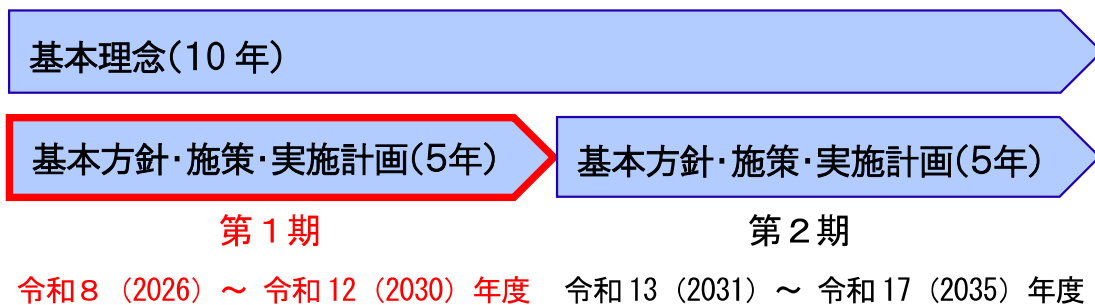 基本理念(10 年)
基本方針・施策・実施計画(5年)
基本方針・施策・実施計画(5年)
第１期
第２期
令和８（2026）～ 令和 12（2030）年度
令和 13（2031）～ 令和 17（2035）年度